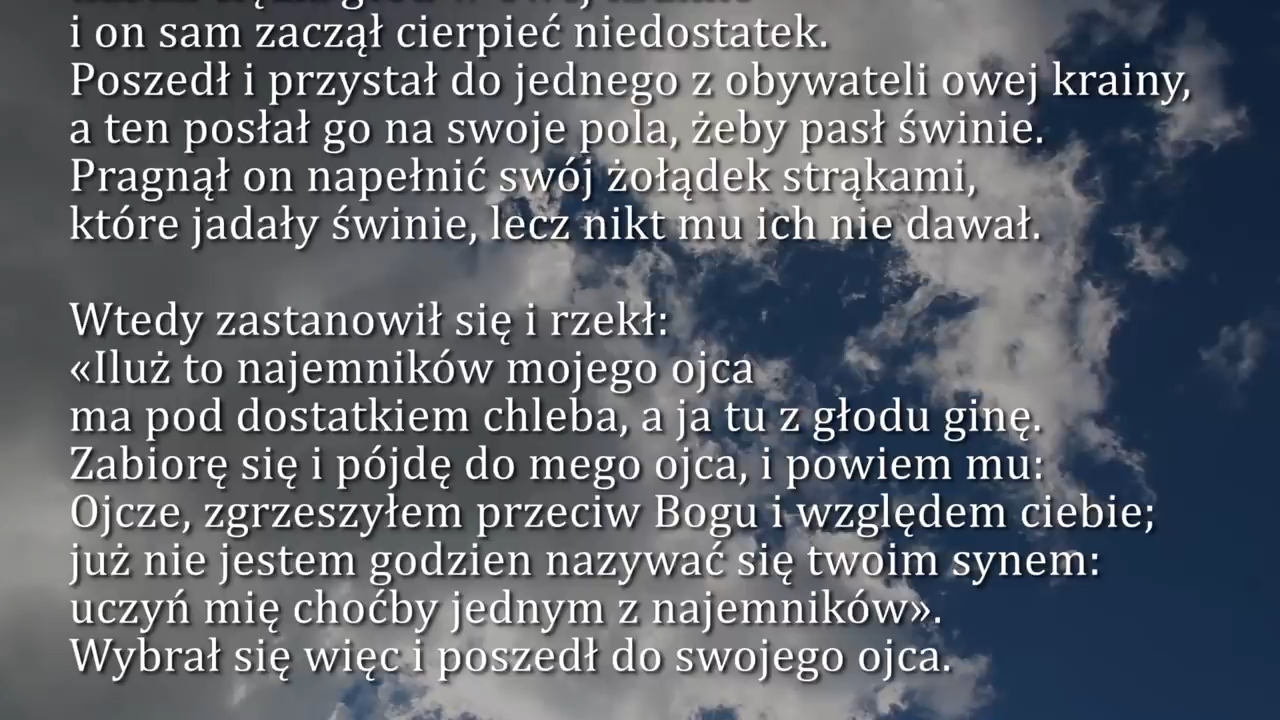 i on sam zaczął cierpieć niedostatek.
Poszedł i przystał do jednego z obywateli owej krainy,
a ten posłał go na swoje pola, żeby pasł świnie.
Pragnął on napełnić swój żołądek strąkami,
które jadały świnie, lecz nikt mu ich nie dawał.
Wtedy zastanowił się i rzekł:
«Iluż to najemników mojego ojca
ma pod dostatkiem chleba, a ja tu z głodu ginę.
Zabiorę się i pójdę do mego ojca, i powiem mu:
Ojcze, zgrzeszyłem przeciw Bogu i względem ciebie;
już nie jestem godzien nazywać się twoim synem:
uczyń mię choćby jednym z najemników».
Wybrał się więc i poszedł do swojego ojca.